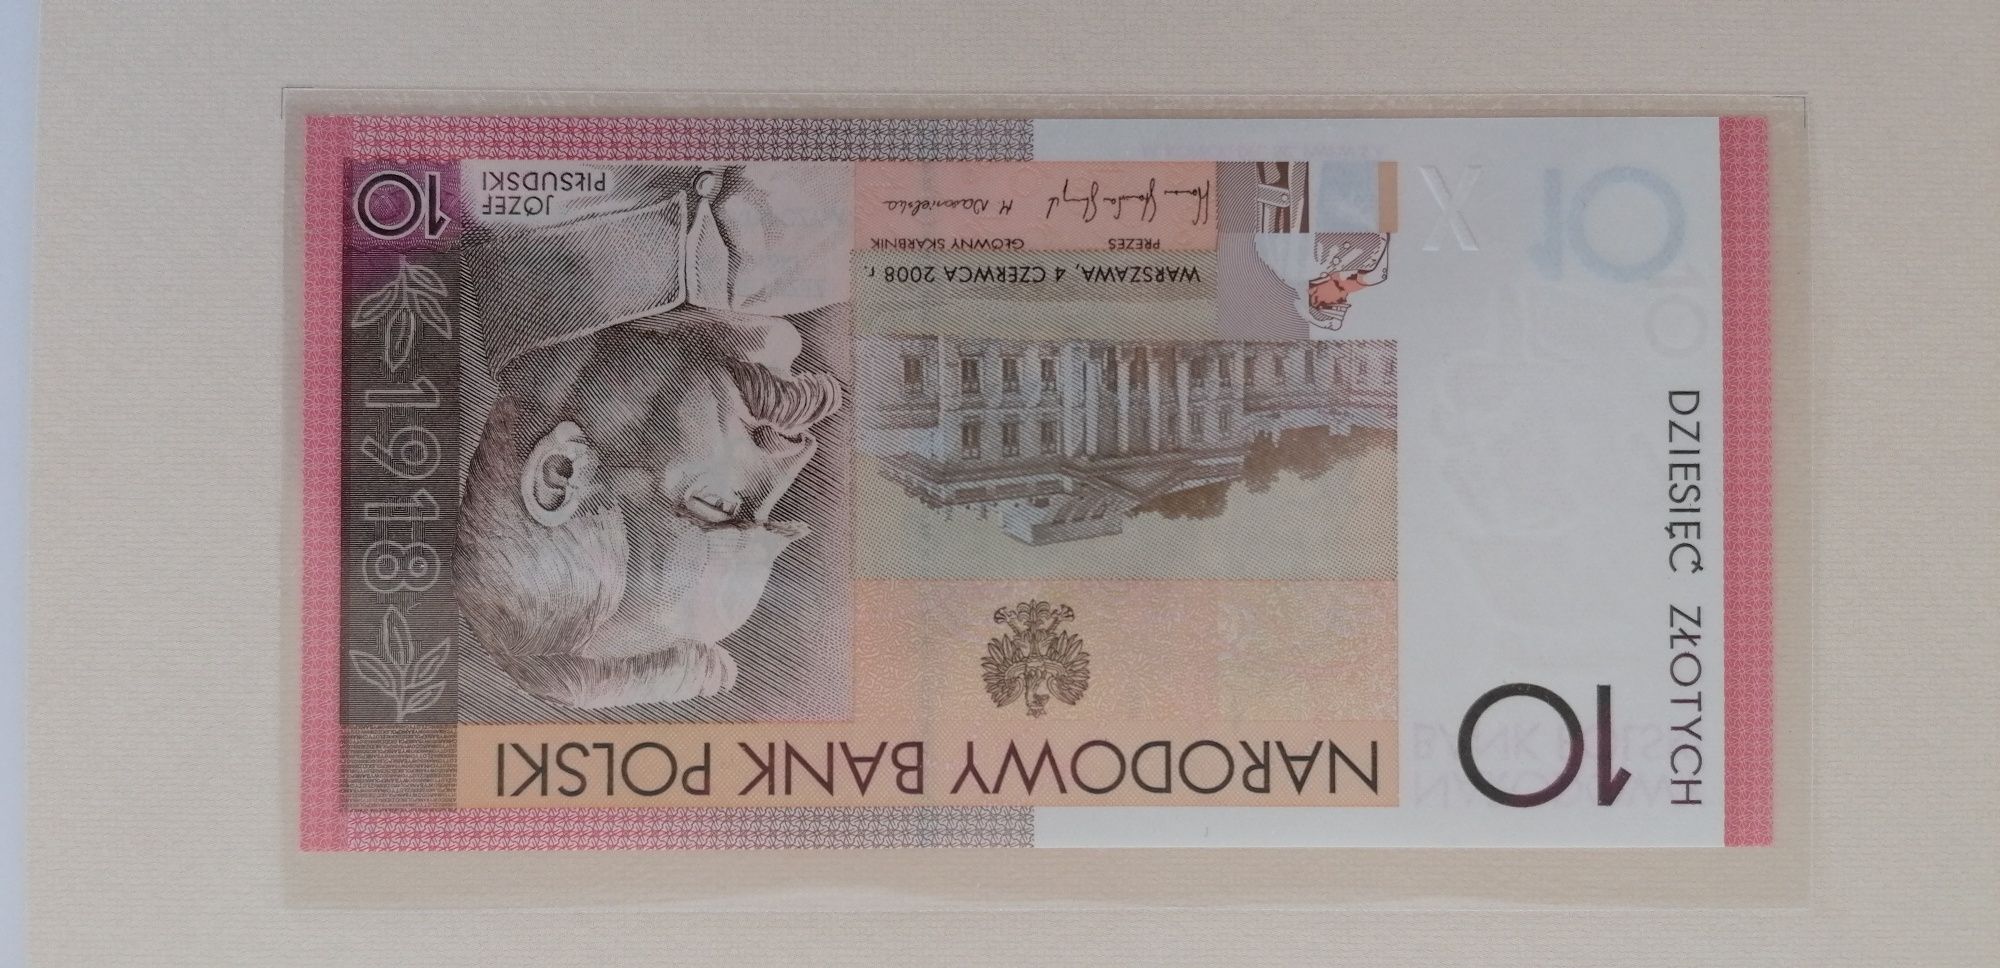 NARODOWY BANK POLSKI
10
DZIESIĘĆ ZŁOTYCH
1918
WARSZAWA, 4 CZERWCA 2008 r.
PREZES
GŁÓWNY SKARBNIK
JÓZEF
PIŁSUDSKI
10
X
10